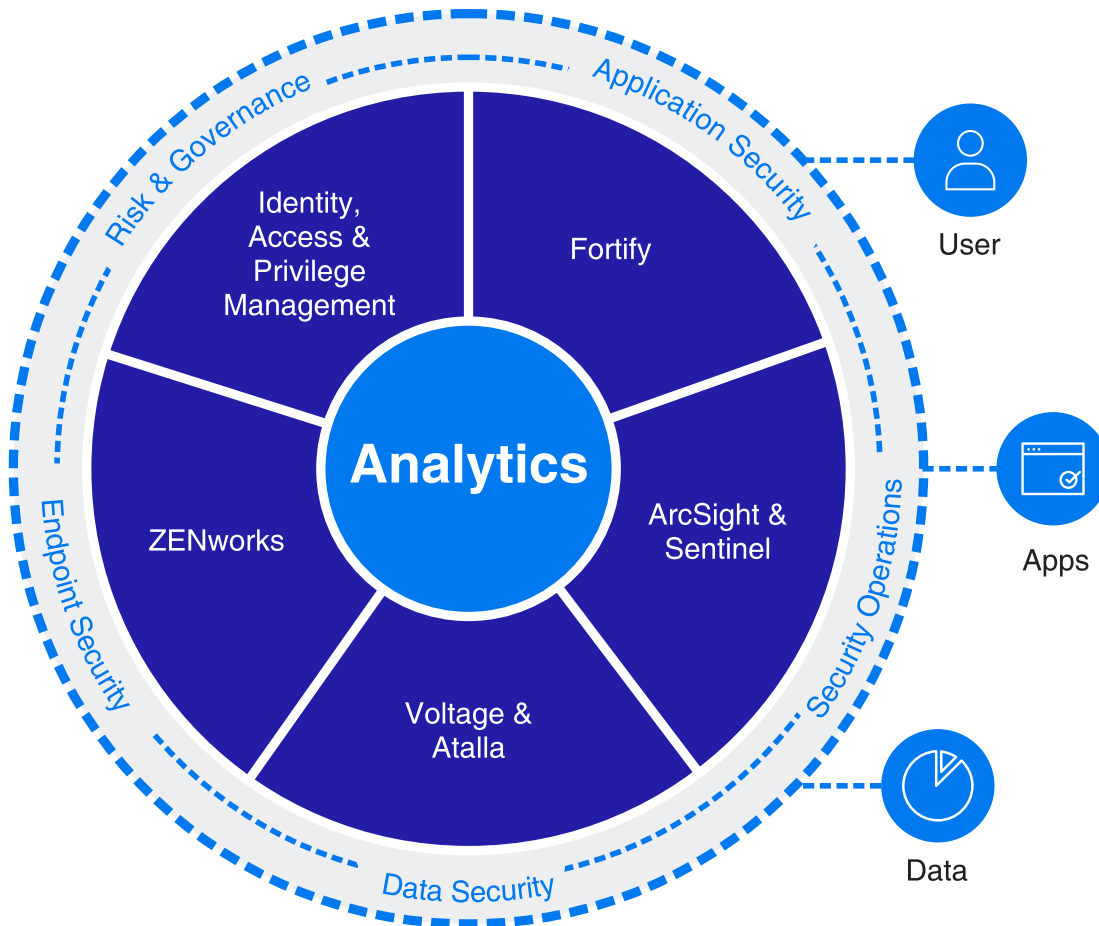 Risk & Governance
Application Security
Identity,
Access &
Privilege
Management
Fortify
User
Analytics
ArcSight &
Sentinel
ZENworks
Endpoint Security
Security Operations
Apps
Voltage &
Atalla
Data Security
Data